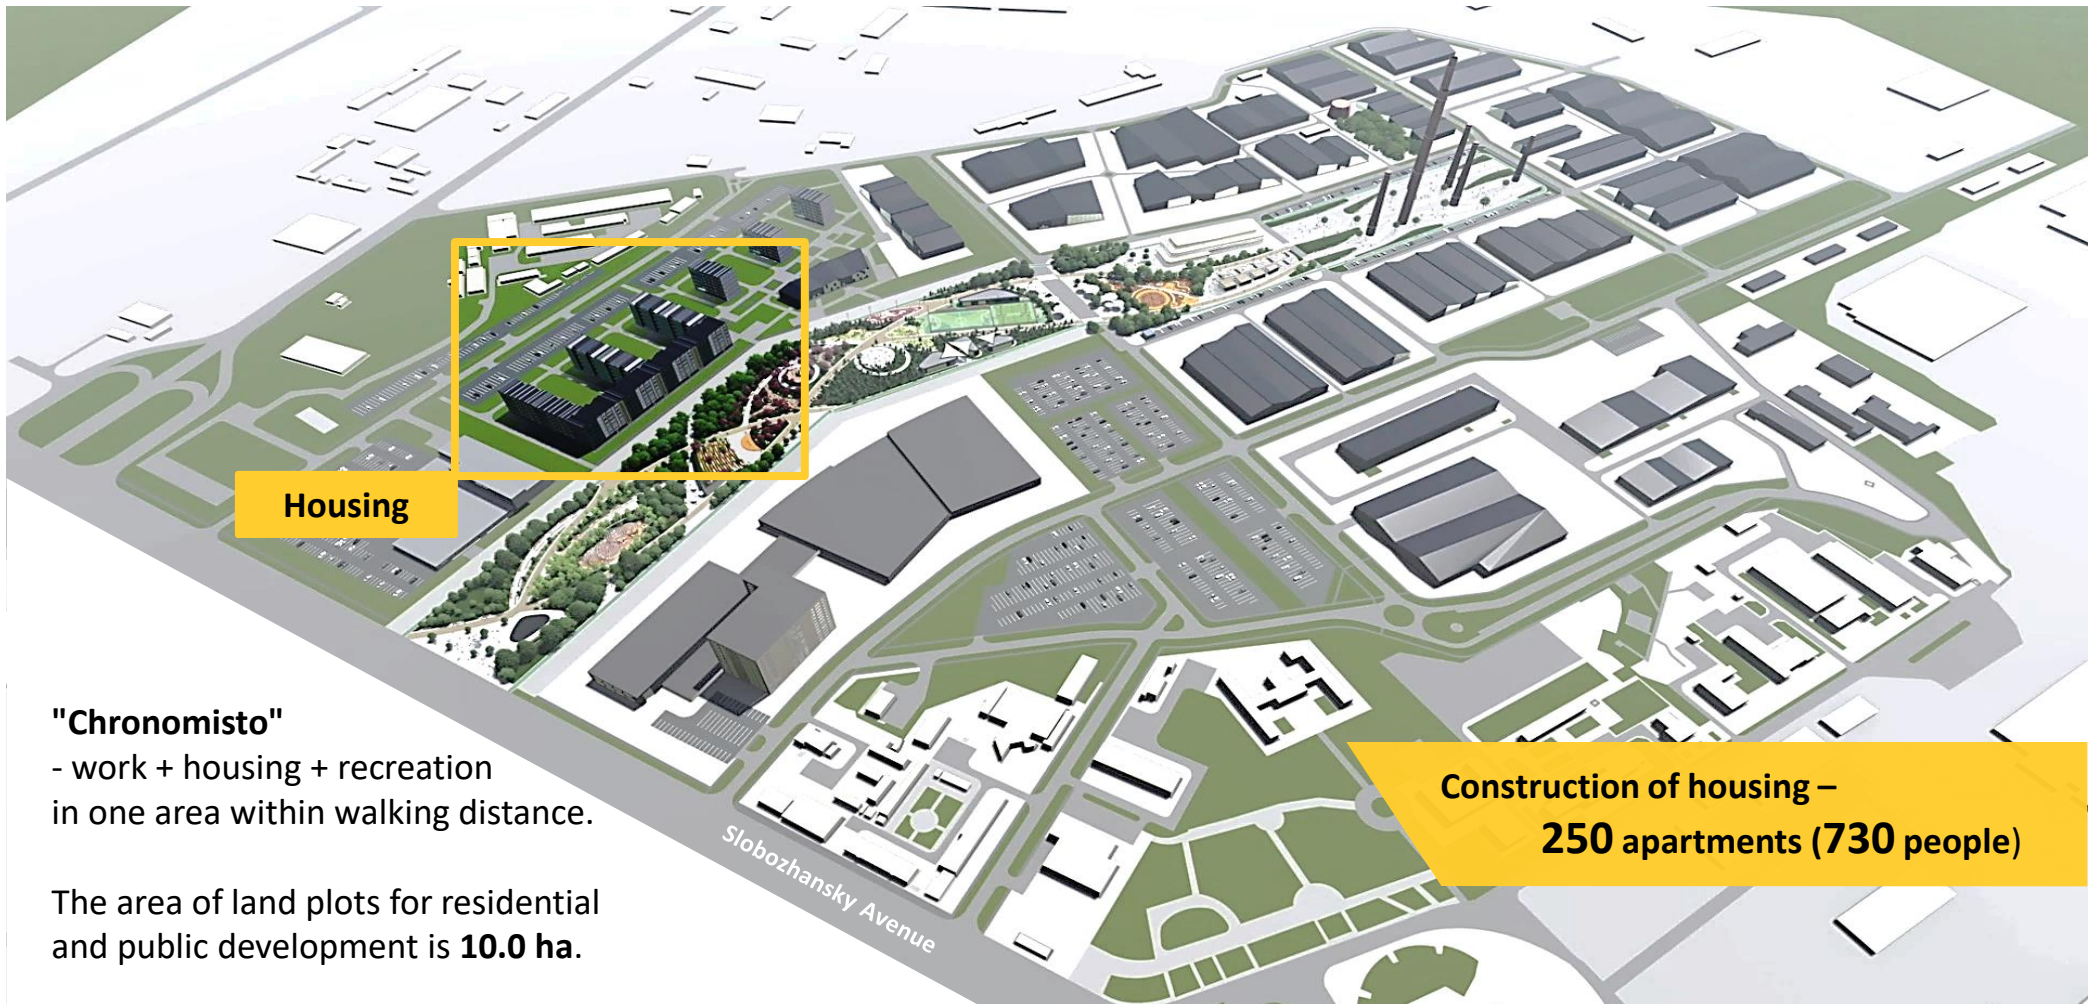 Housing
"Chronomisto"
- work + housing + recreation
in one area within walking distance.
The area of land plots for residential
and public development is 10.0 ha.
Slobozhansky Avenue
Construction of housing –
250 apartments (730 people)